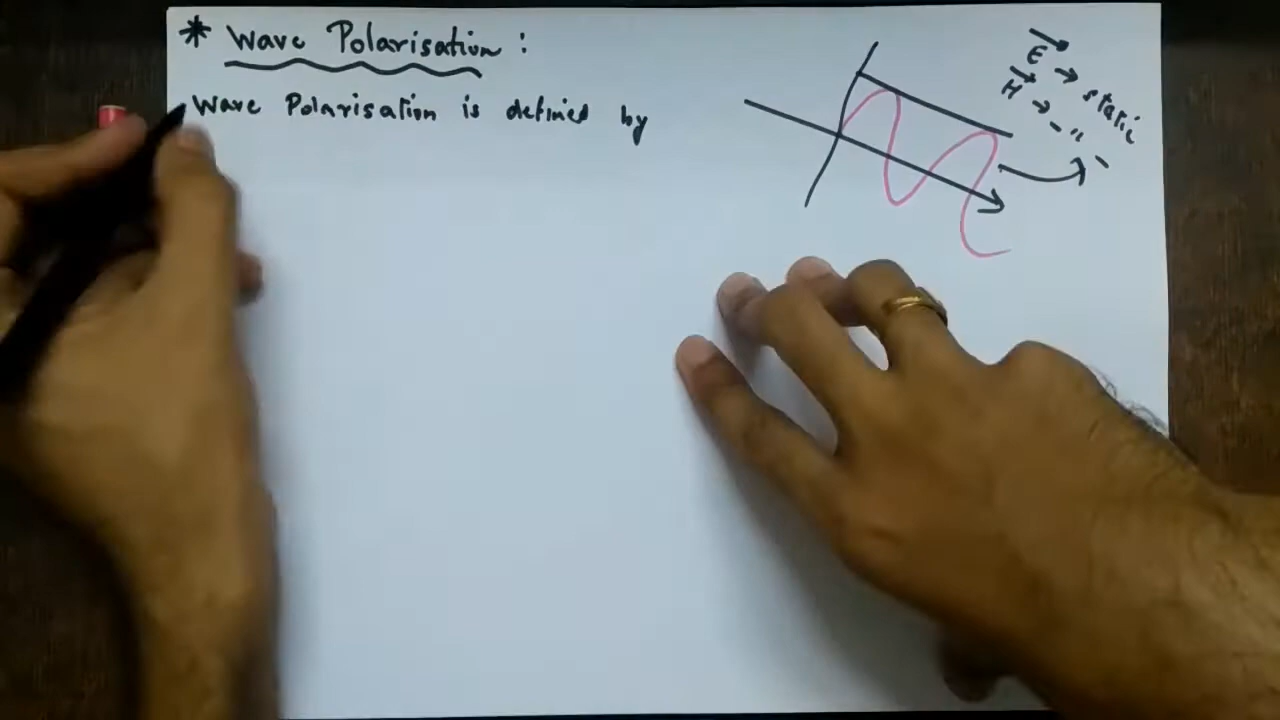 * Wave Polarisation :
Wave Polarisation is defined by
E → static
H → - " -